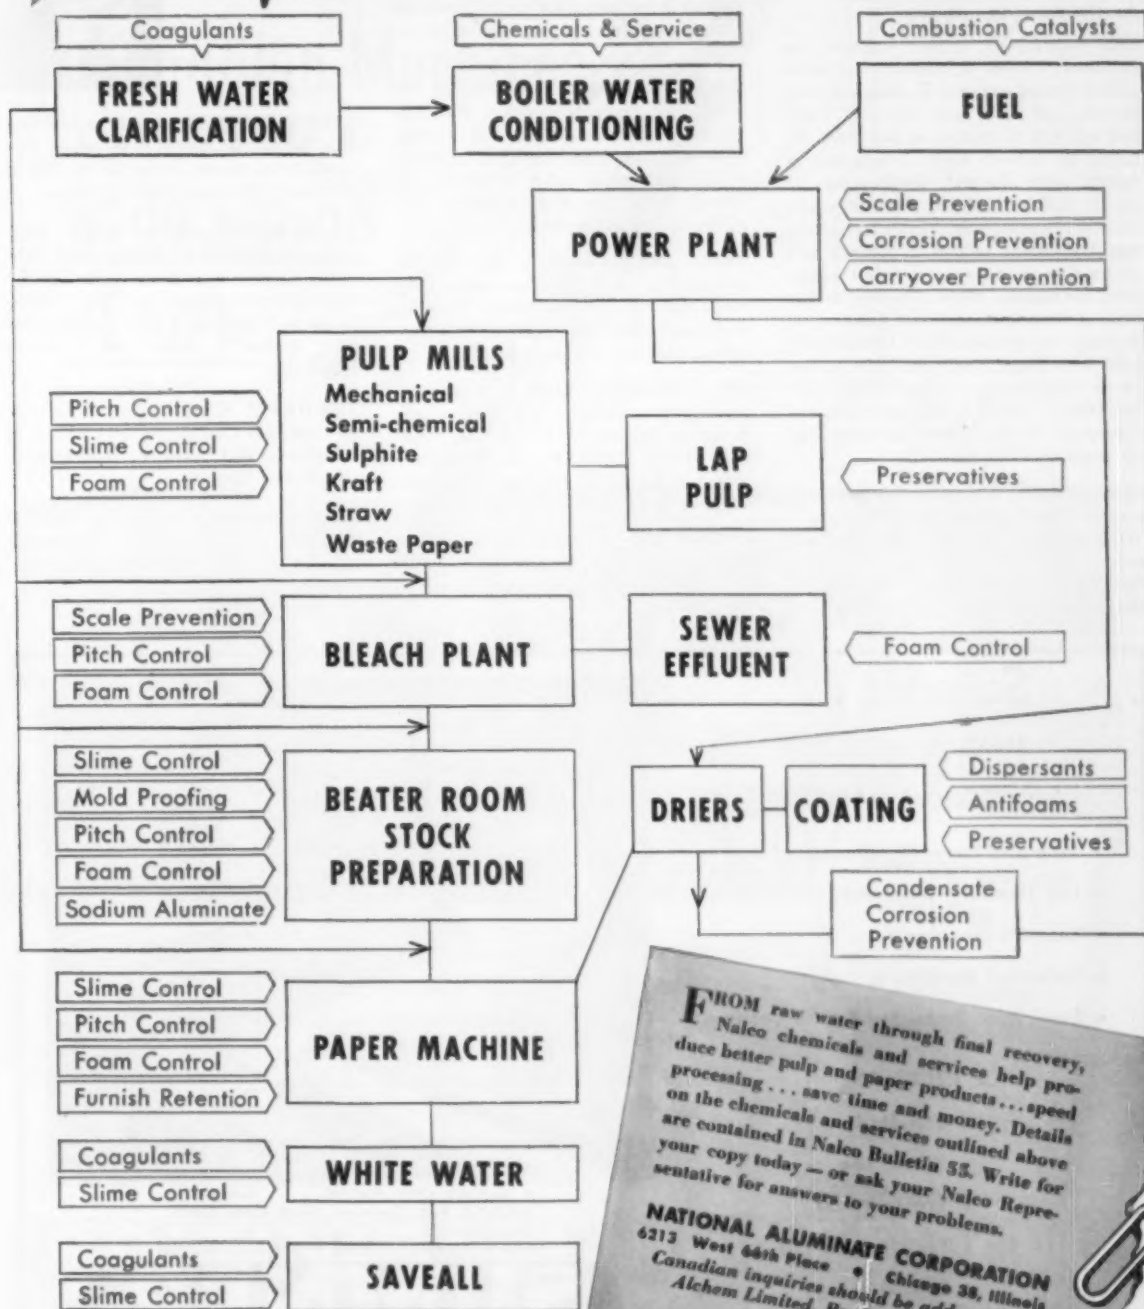 Coagulants
Chemicals & Service
Combustion Catalysts
FRESH WATER
CLARIFICATION
BOILER WATER
CONDITIONING
FUEL
POWER PLANT
Scale Prevention
Corrosion Prevention
Carryover Prevention
Pitch Control
Slime Control
Foam Control
PULP MILLS
Mechanical
Semi-chemical
Sulphite
Kraft
Straw
Waste Paper
LAP
PULP
Preservatives
Scale Prevention
Pitch Control
Foam Control
BLEACH PLANT
SEWER
EFFLUENT
Foam Control
Slime Control
Mold Proofing
Pitch Control
Foam Control
Sodium Aluminate
BEATER ROOM
STOCK
PREPARATION
DRIERS
COATING
Dispersants
Antifoams
Preservatives
Condensate
Corrosion
Prevention
Slime Control
Pitch Control
Foam Control
Furnish Retention
PAPER MACHINE
Coagulants
Slime Control
WHITE WATER
Coagulants
Slime Control
SAVEALL
FROM raw water through final recovery,
Nalco chemicals and services help pro-
duce better pulp and paper products...speed
processing...save time and money. Details
on the chemicals and services outlined above
are contained in Nalco Bulletin 53. Write for
your copy today — or ask your Nalco Repre-
sentative for answers to your problems.
NATIONAL ALUMINATE CORPORATION
6213 West 66th Place • Chicago 38, Illinois
Canadian inquiries should be
Alchem Limited,